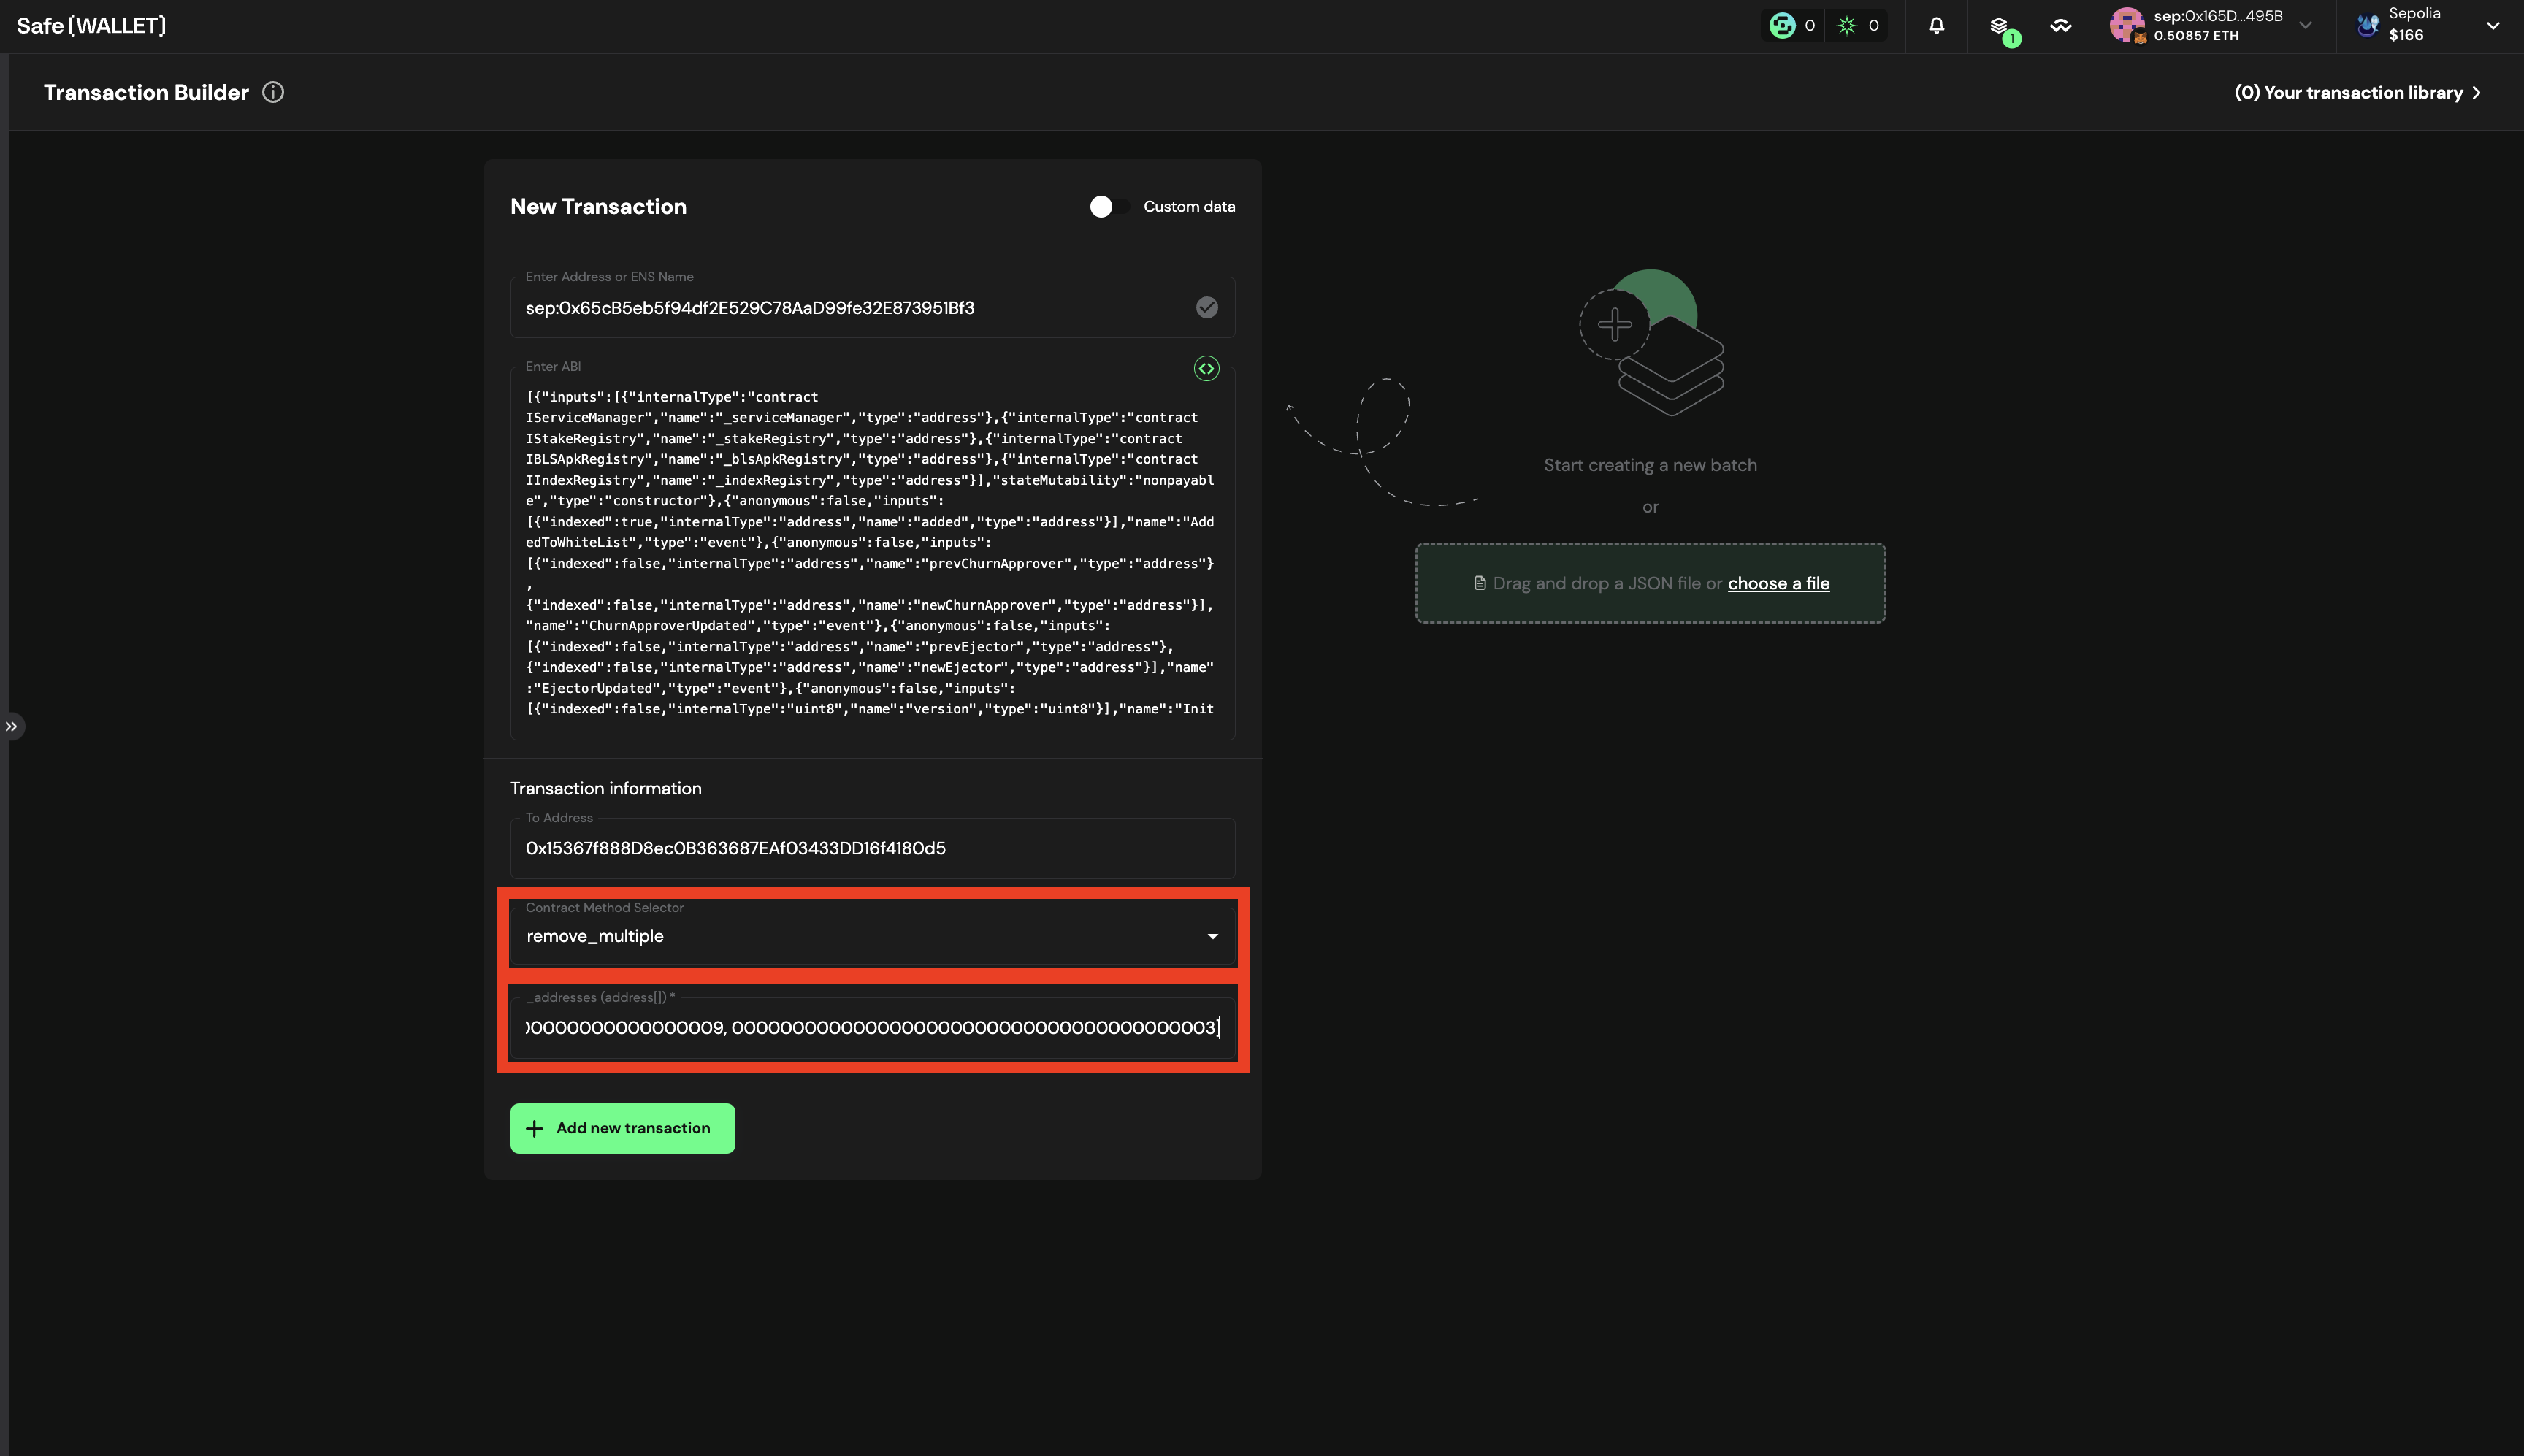 Safe{WALLET}
0
0
1
sep:0x165D...495B
0.50857 ETH
Sepolia
$166
Transaction Builder
(0) Your transaction library
New Transaction
Custom data
Enter Address or ENS Name
sep:0x65cB5eb5f94df2E529C78AaD99fe32E873951Bf3
Enter ABI
[{"inputs":[{"internalType":"contract
IServiceManager","name":"_serviceManager","type":"address"},{"internalType":"contract
IStakeRegistry","name":"_stakeRegistry","type":"address"},{"internalType":"contract
IBLSApkRegistry","name":"_blsApkRegistry","type":"address"},{"internalType":"contract
IIndexRegistry","name":"_indexRegistry","type":"address"}],"stateMutability":"nonpayabl
e","type":"constructor"},{"anonymous":false,"inputs":
[{"indexed":true,"internalType":"address","name":"added","type":"address"}],"name":"Add
edToWhiteList","type":"event"},{"anonymous":false,"inputs":
[{"indexed":false,"internalType":"address","name":"prevChurnApprover","type":"address"}
,
{"indexed":false,"internalType":"address","name":"newChurnApprover","type":"address"}],
"name":"ChurnApproverUpdated","type":"event"},{"anonymous":false,"inputs":
[{"indexed":false,"internalType":"address","name":"prevEjector","type":"address"},
{"indexed":false,"internalType":"address","name":"newEjector","type":"address"}],"name"
:"EjectorUpdated","type":"event"},{"anonymous":false,"inputs":
[{"indexed":false,"internalType":"uint8","name":"version","type":"uint8"}],"name":"Init
Start creating a new batch
or
Drag and drop a JSON file or choose a file
Transaction information
To Address
0x15367f888D8ec0B363687EAf03433DD16f4180d5
Contract Method Selector
remove_multiple
_addresses (address[]) *
Add new transaction